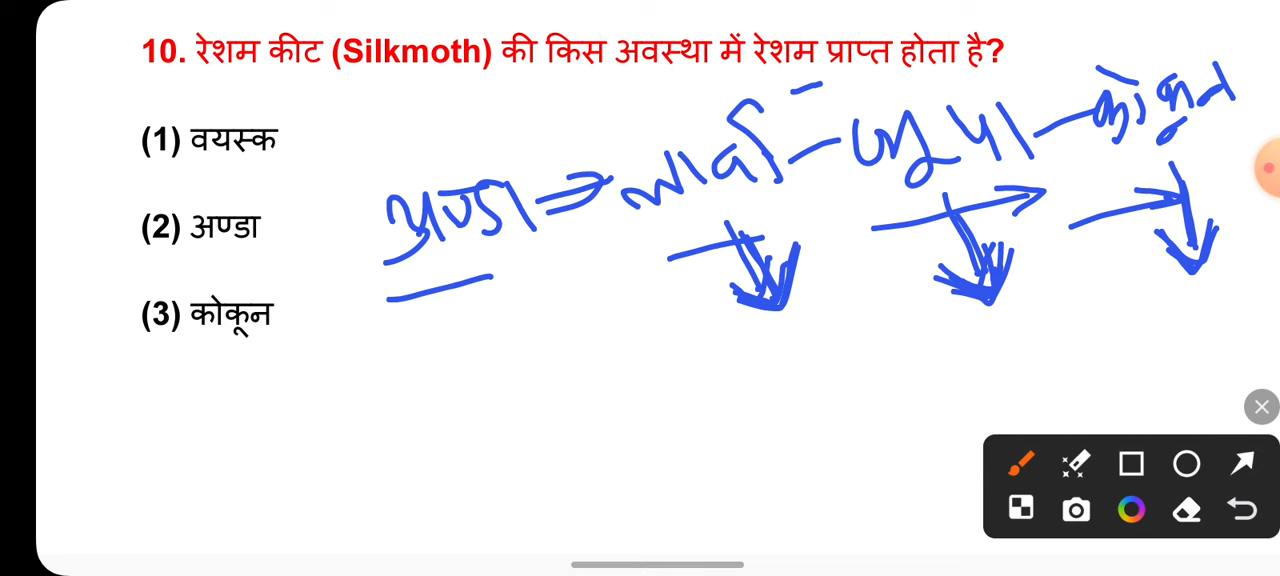 10. रेशम कीट (Silkmoth) की किस अवस्था में रेशम प्राप्त होता है?
(1) वयस्क
(2) अण्डा
(3) कोकून
अण्डा ⇒ लार्वा - प्यूपा - कोकून